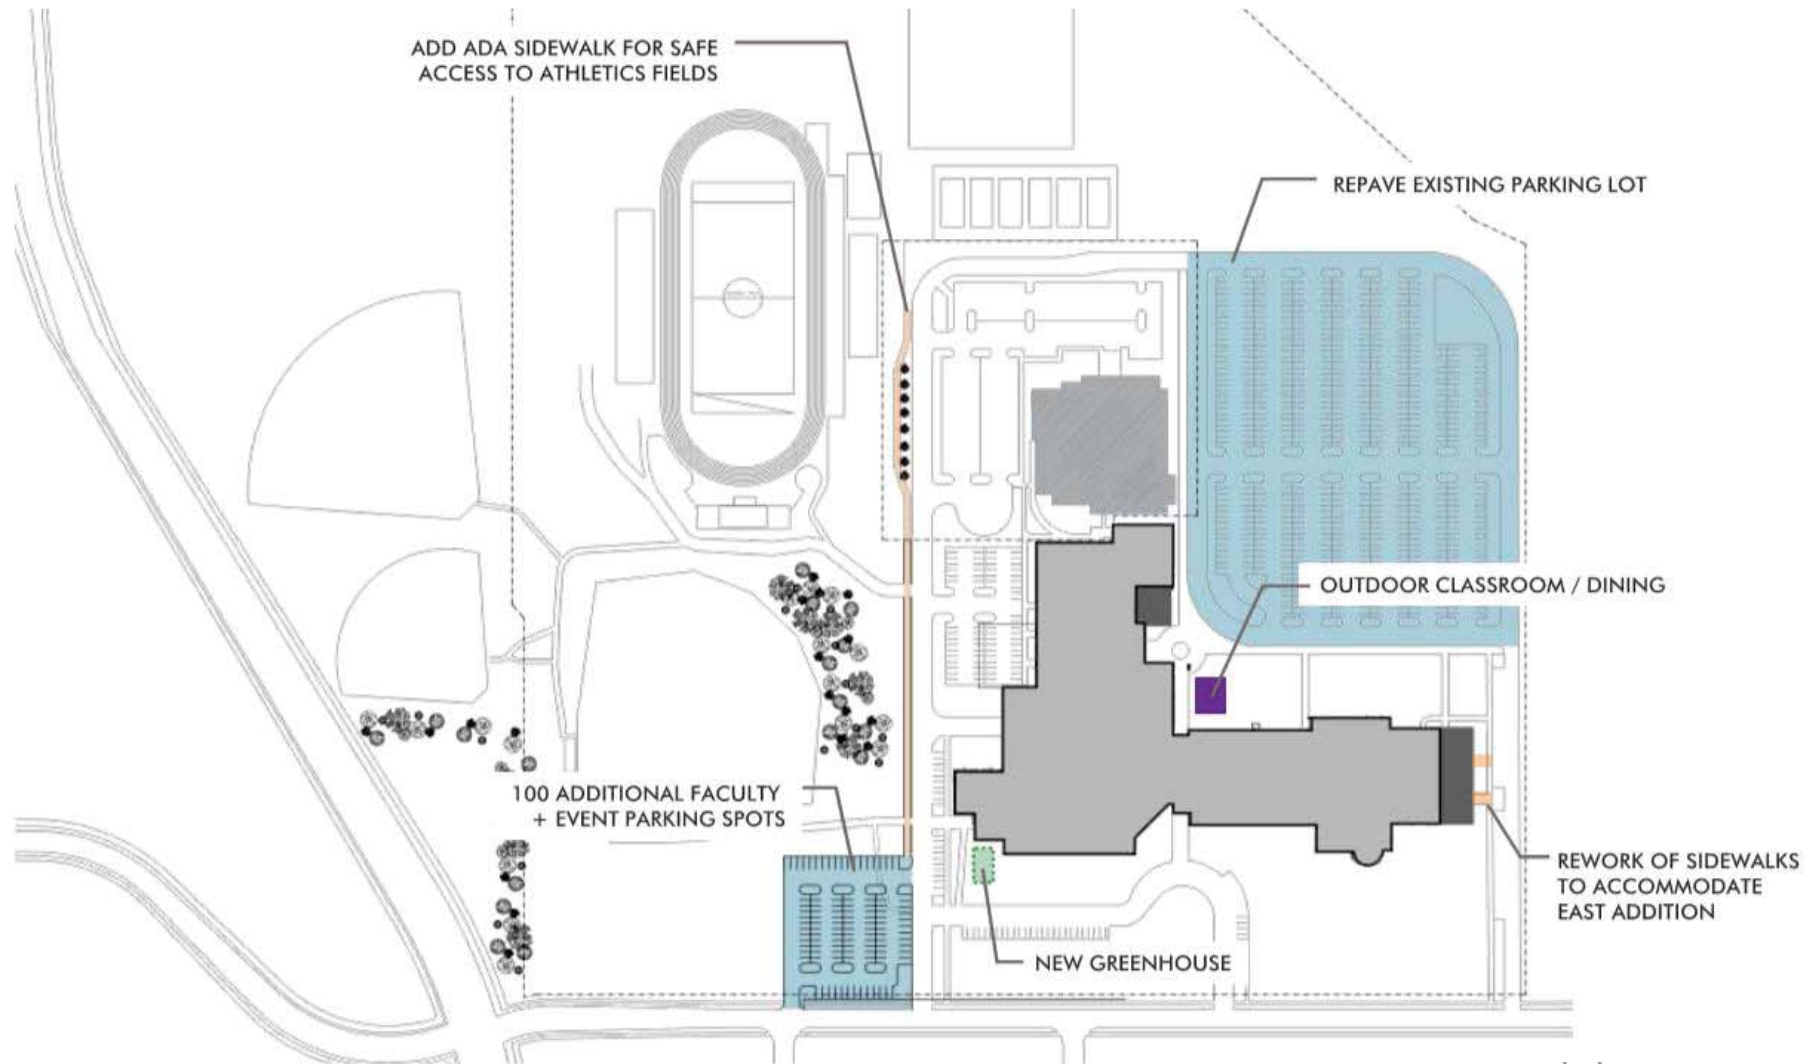 ADD ADA SIDEWALK FOR SAFE
ACCESS TO ATHLETICS FIELDS
REPAVE EXISTING PARKING LOT
OUTDOOR CLASSROOM / DINING
100 ADDITIONAL FACULTY
+ EVENT PARKING SPOTS
REWORK OF SIDEWALKS
TO ACCOMMODATE
EAST ADDITION
NEW GREENHOUSE